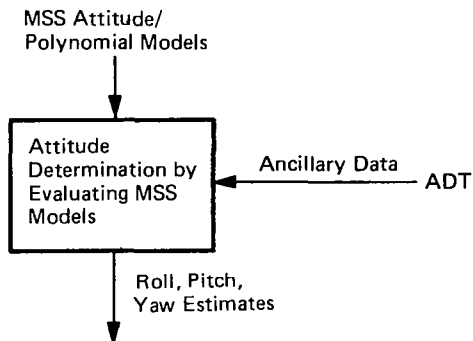 MSS Attitude/
Polynomial Models
Attitude
Determination by
Evaluating MSS
Models
Ancillary Data
ADT
Roll, Pitch,
Yaw Estimates